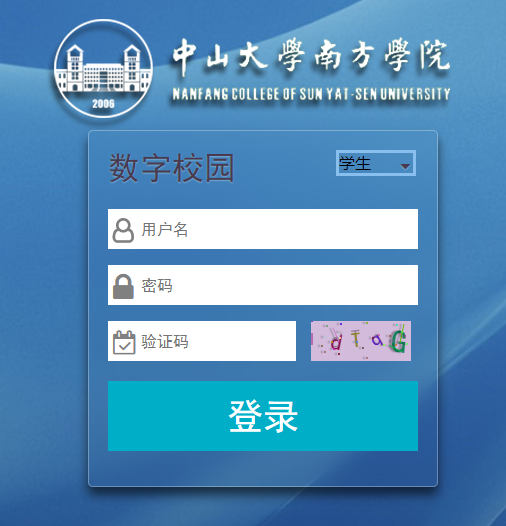 中山大學南方學院
NANFANG COLLEGE OF SUN YAT-SEN UNIVERSITY
2006
数字校园
学生
用户名
密码
验证码
dTaG
登录